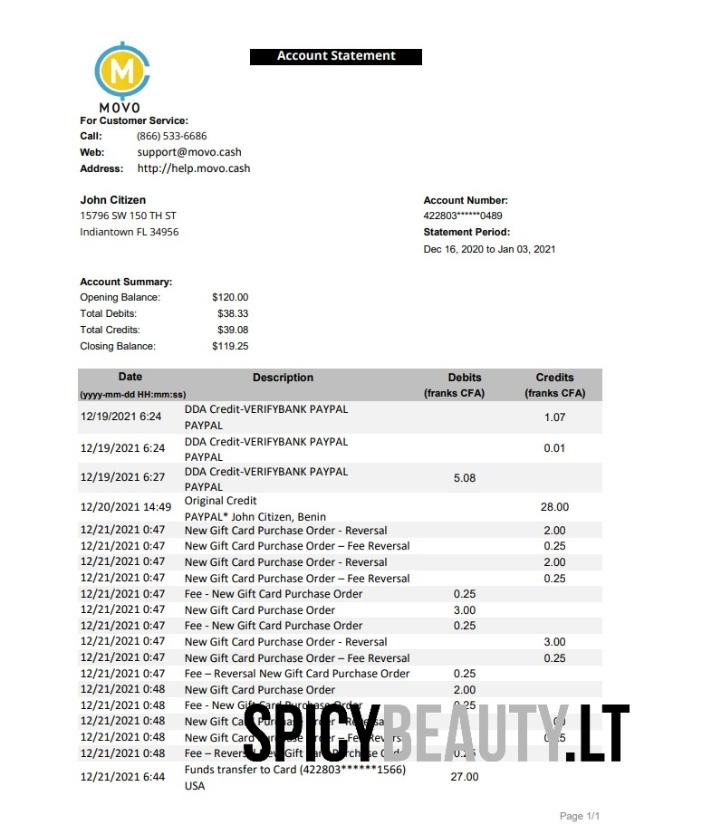 Account Statement
M
MOVO
For Customer Service:
Call: (866) 533-6686
Web: support@movo.cash
Address: http://help.movo.cash
John Citizen
15796 SW 150 TH ST
Indiantown FL 34956
Account Number:
422803******0489
Statement Period:
Dec 16, 2020 to Jan 03, 2021
Account Summary:
Opening Balance: $120.00
Total Debits: $38.33
Total Credits: $39.08
Closing Balance: $119.25
Date Description Debits Credits
(yyyy-mm-dd HH:mm:ss) (franks CFA) (franks CFA)
12/19/2021 6:24 DDA Credit-VERIFYBANK PAYPAL 1.07
PAYPAL
12/19/2021 6:24 DDA Credit-VERIFYBANK PAYPAL 0.01
PAYPAL
12/19/2021 6:27 DDA Credit-VERIFYBANK PAYPAL 5.08
PAYPAL
12/20/2021 14:49 Original Credit 28.00
PAYPAL* John Citizen, Benin
12/21/2021 0:47 New Gift Card Purchase Order - Reversal 2.00
12/21/2021 0:47 New Gift Card Purchase Order – Fee Reversal 0.25
12/21/2021 0:47 New Gift Card Purchase Order - Reversal 2.00
12/21/2021 0:47 New Gift Card Purchase Order – Fee Reversal 0.25
12/21/2021 0:47 Fee - New Gift Card Purchase Order 0.25
12/21/2021 0:47 New Gift Card Purchase Order 3.00
12/21/2021 0:47 Fee - New Gift Card Purchase Order 0.25
12/21/2021 0:47 New Gift Card Purchase Order - Reversal 3.00
12/21/2021 0:47 New Gift Card Purchase Order – Fee Reversal 0.25
12/21/2021 0:47 Fee – Reversal New Gift Card Purchase Order 0.25
12/21/2021 0:48 New Gift Card Purchase Order 2.00
12/21/2021 0:48 Fee - New Gift Card Purchase Order
12/21/2021 0:48 New Gift Card Purchase Order - Reversal
12/21/2021 0:48 New Gift Card Purchase Order – Fee
12/21/2021 0:48 Fee – Reversal New Gift Card Purchase
SPICYBEAUTY.LT
12/21/2021 6:44 Funds transfer to Card (422803******1566) 27.00
USA
Page 1/1